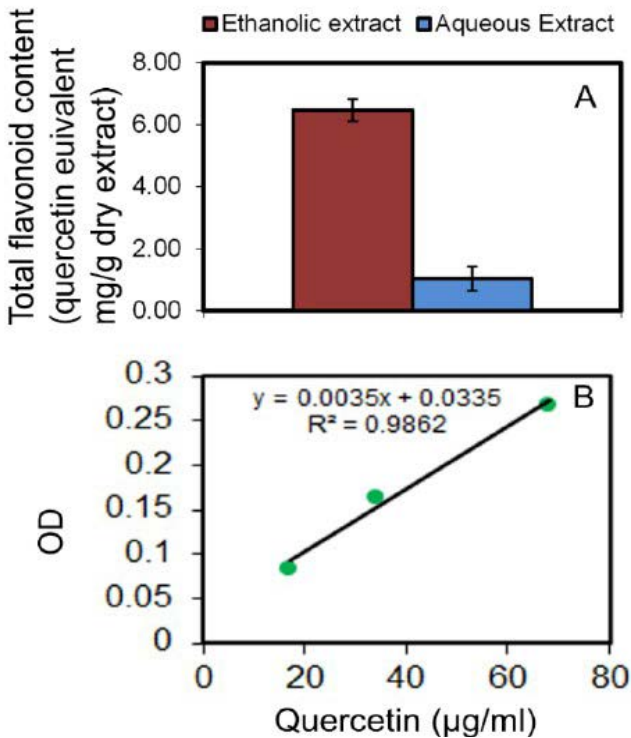 Ethanolic extract Aqueous Extract
Total flavonoid content
(quercetin euivalent
mg/g dry extract)
8.00
6.00
4.00
2.00
0.00
A
0.3
0.25
0.2
0.15
0.1
0.05
0
OD
y = 0.0035x + 0.0335
R² = 0.9862
B
0 20 40 60 80
Quercetin (µg/ml)